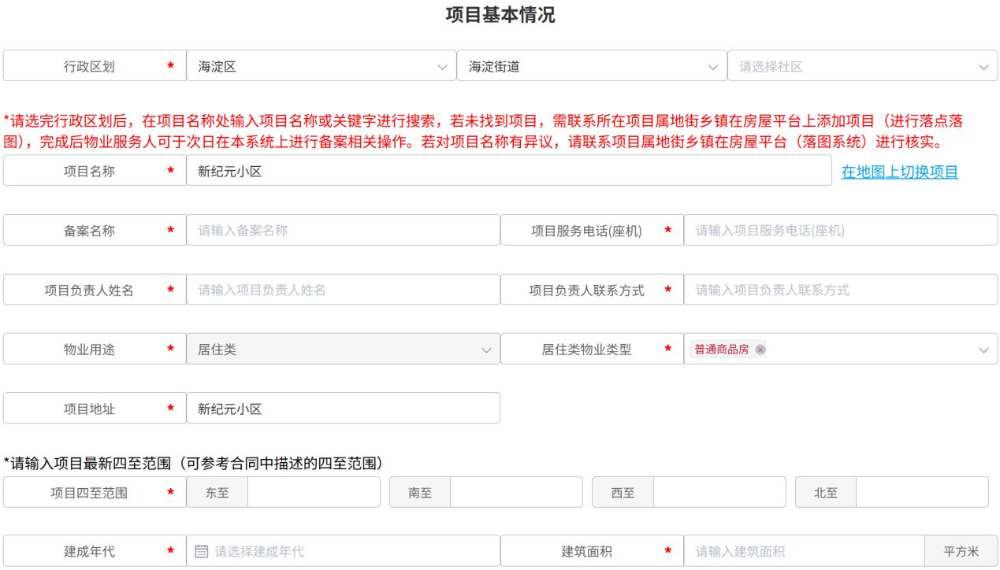 项目基本情况
行政区划 * 海淀区 海淀街道 请选择社区
*请选完行政区划后，在项目名称处输入项目名称或关键字进行搜索，若未找到项目，需联系所在项目属地街乡镇在房屋平台上添加项目（进行落点落
图），完成后物业服务人可于次日在本系统上进行备案相关操作。若对项目名称有异议，请联系项目属地街乡镇在房屋平台（落图系统）进行核实。
项目名称 * 新纪元小区 在地图上切换项目
备案名称 * 请输入备案名称 项目服务电话(座机) * 请输入项目服务电话(座机)
项目负责人姓名 * 请输入项目负责人姓名 项目负责人联系方式 * 请输入项目负责人联系方式
物业用途 * 居住类 居住类物业类型 * 普通商品房
项目地址 * 新纪元小区
*请输入项目最新四至范围（可参考合同中描述的四至范围）
项目四至范围 * 东至 南至 西至 北至
建成年代 * 请选择建成年代 建筑面积 * 请输入建筑面积 平方米